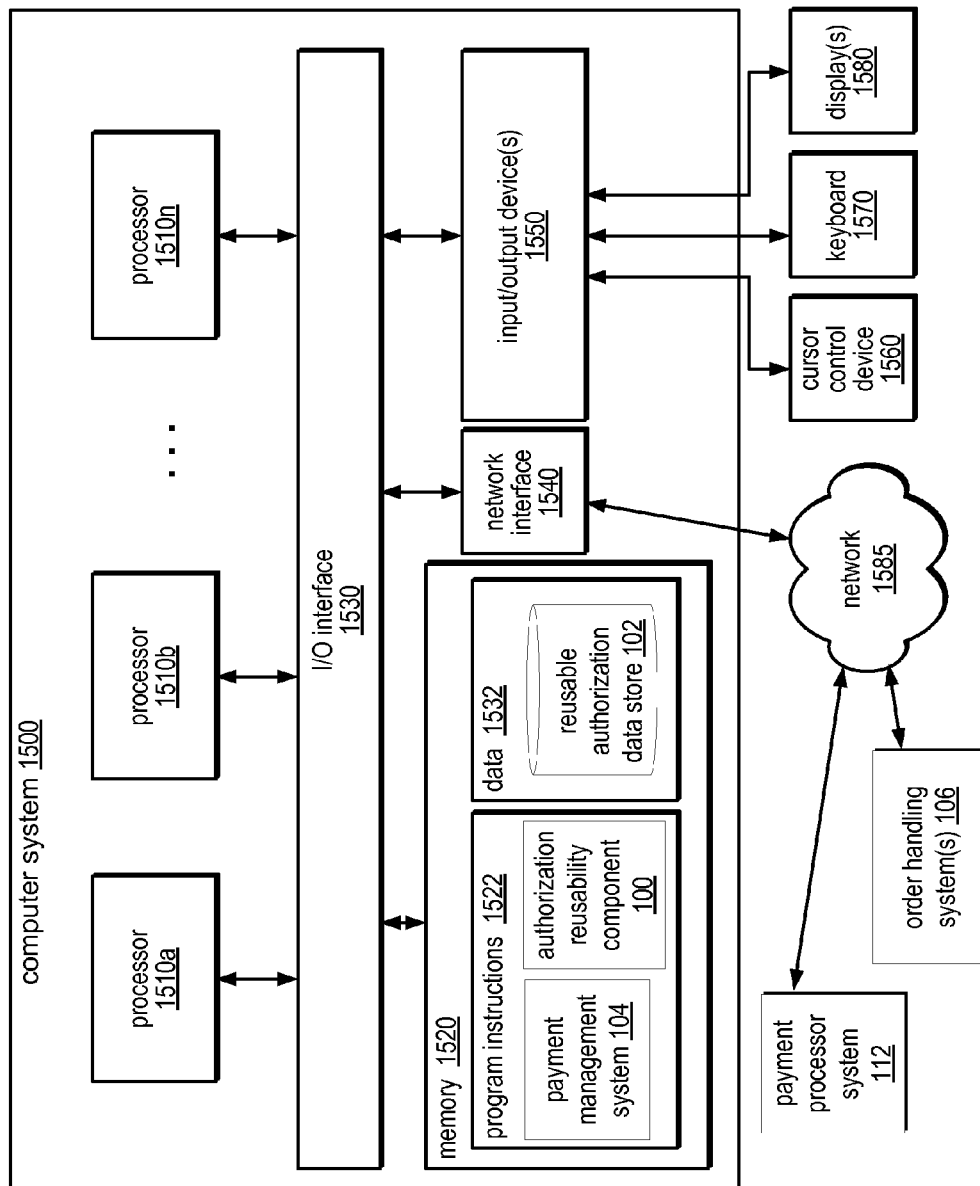 computer system 1500
processor
1510a
processor
1510b
. . .
processor
1510n
I/O interface
1530
memory 1520
program instructions 1522
payment
management
system 104
authorization
reusability
component
100
data 1532
reusable
authorization
data store 102
network
interface
1540
input/output device(s)
1550
payment
processor
system
112
order handling
system(s) 106
network
1585
cursor
control
device
1560
keyboard
1570
display(s)
1580